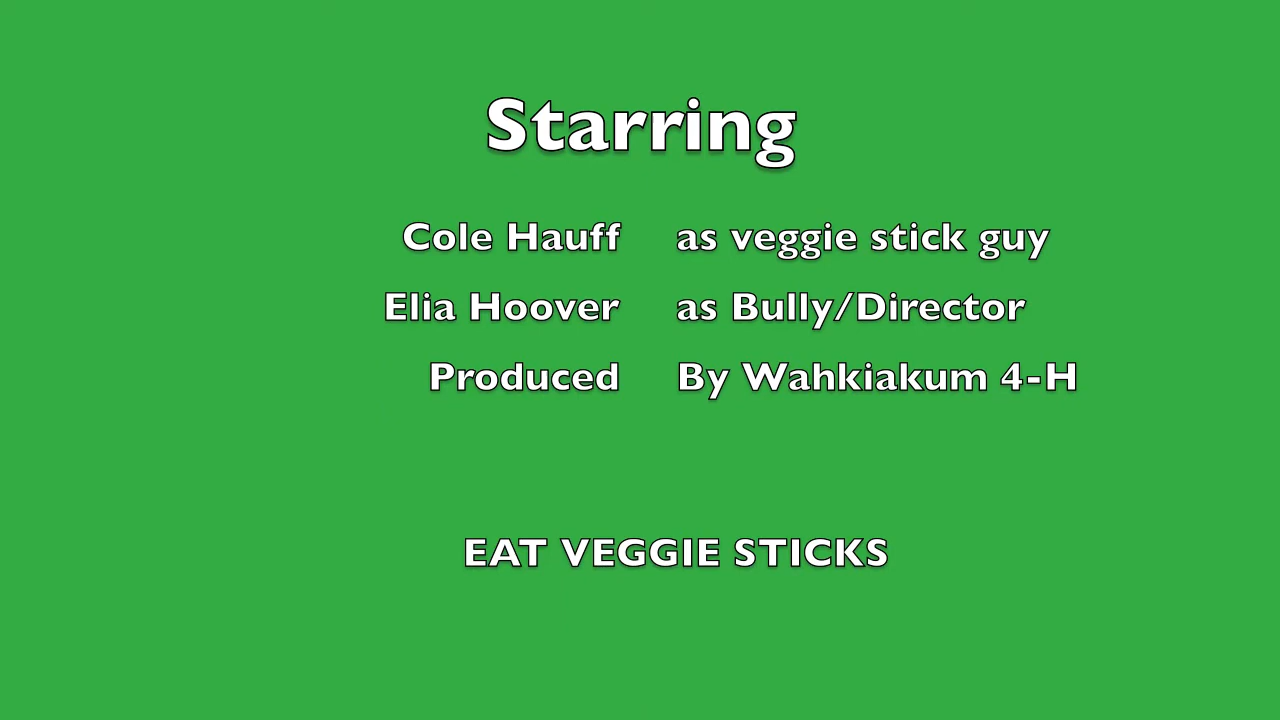 Starring
Cole Hauff as veggie stick guy
Elia Hoover as Bully/Director
Produced By Wahkiakum 4-H
EAT VEGGIE STICKS